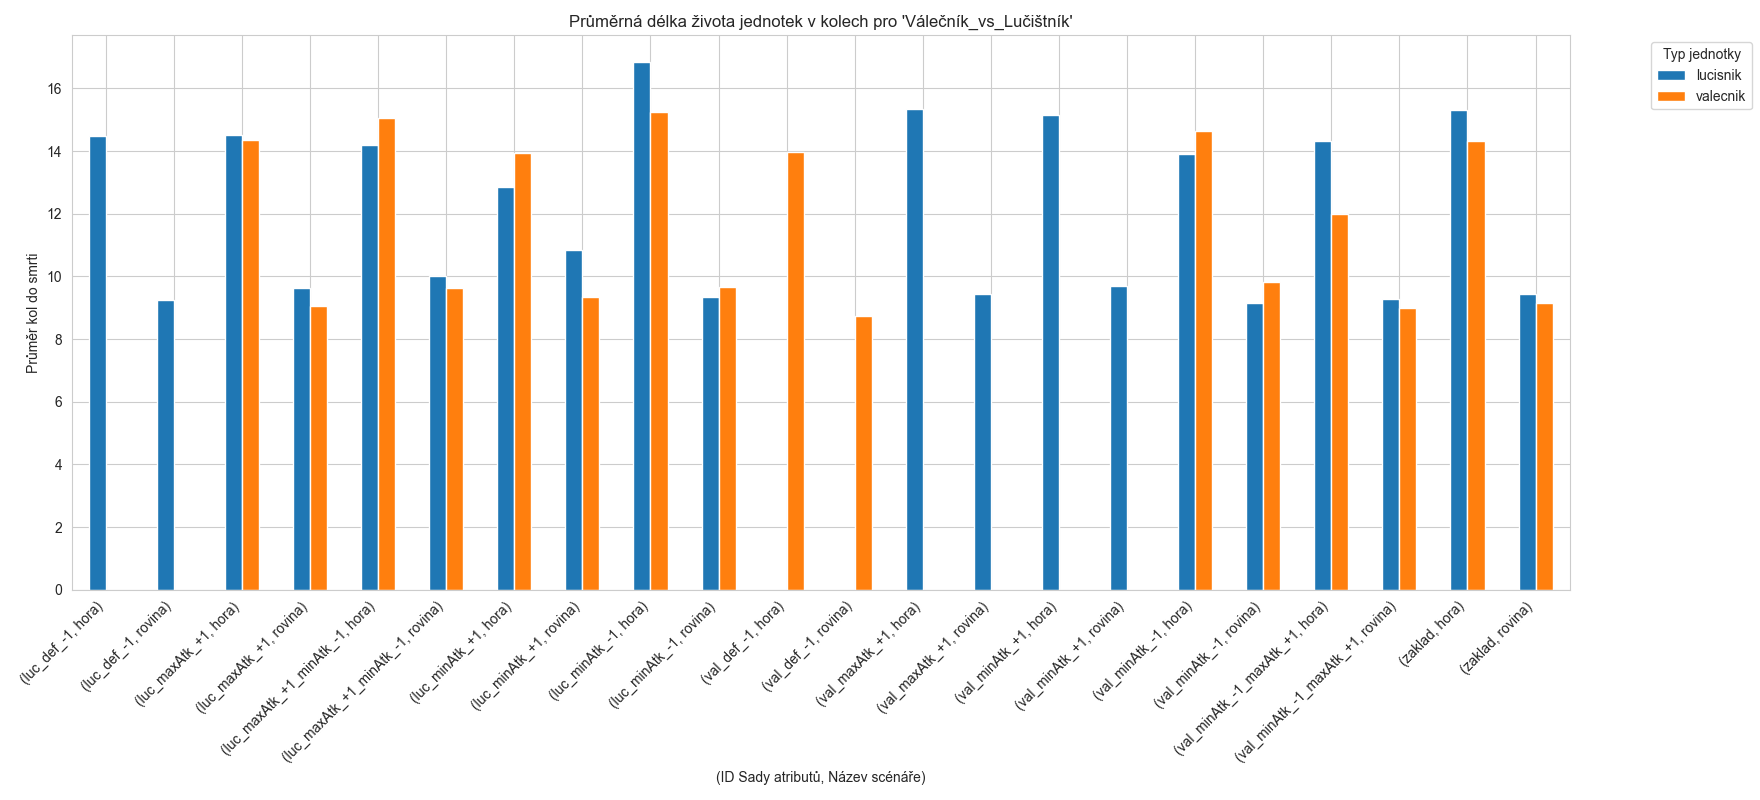 Průměrná délka života jednotek v kolech pro 'Válečník_vs_Lučištník'
Typ jednotky
lucisnik
valecnik
Průměr kol do smrti
16
14
12
10
8
6
4
2
0
(luc_def_-1, hora)
(luc_def_-1, rovina)
(luc_maxAtk_+1, hora)
(luc_maxAtk_+1, rovina)
(luc_maxAtk_+1_minAtk_-1, hora)
(luc_maxAtk_+1_minAtk_-1, rovina)
(luc_minAtk_+1, hora)
(luc_minAtk_+1, rovina)
(luc_minAtk_-1, hora)
(luc_minAtk_-1, rovina)
(val_def_-1, hora)
(val_def_-1, rovina)
(val_maxAtk_+1, hora)
(val_maxAtk_+1, rovina)
(val_minAtk_+1, hora)
(val_minAtk_+1, rovina)
(val_minAtk_-1, hora)
(val_minAtk_-1, rovina)
(val_minAtk_-1_maxAtk_+1, hora)
(val_minAtk_-1_maxAtk_+1, rovina)
(zaklad, hora)
(zaklad, rovina)
(ID Sady atributů, Název scénáře)